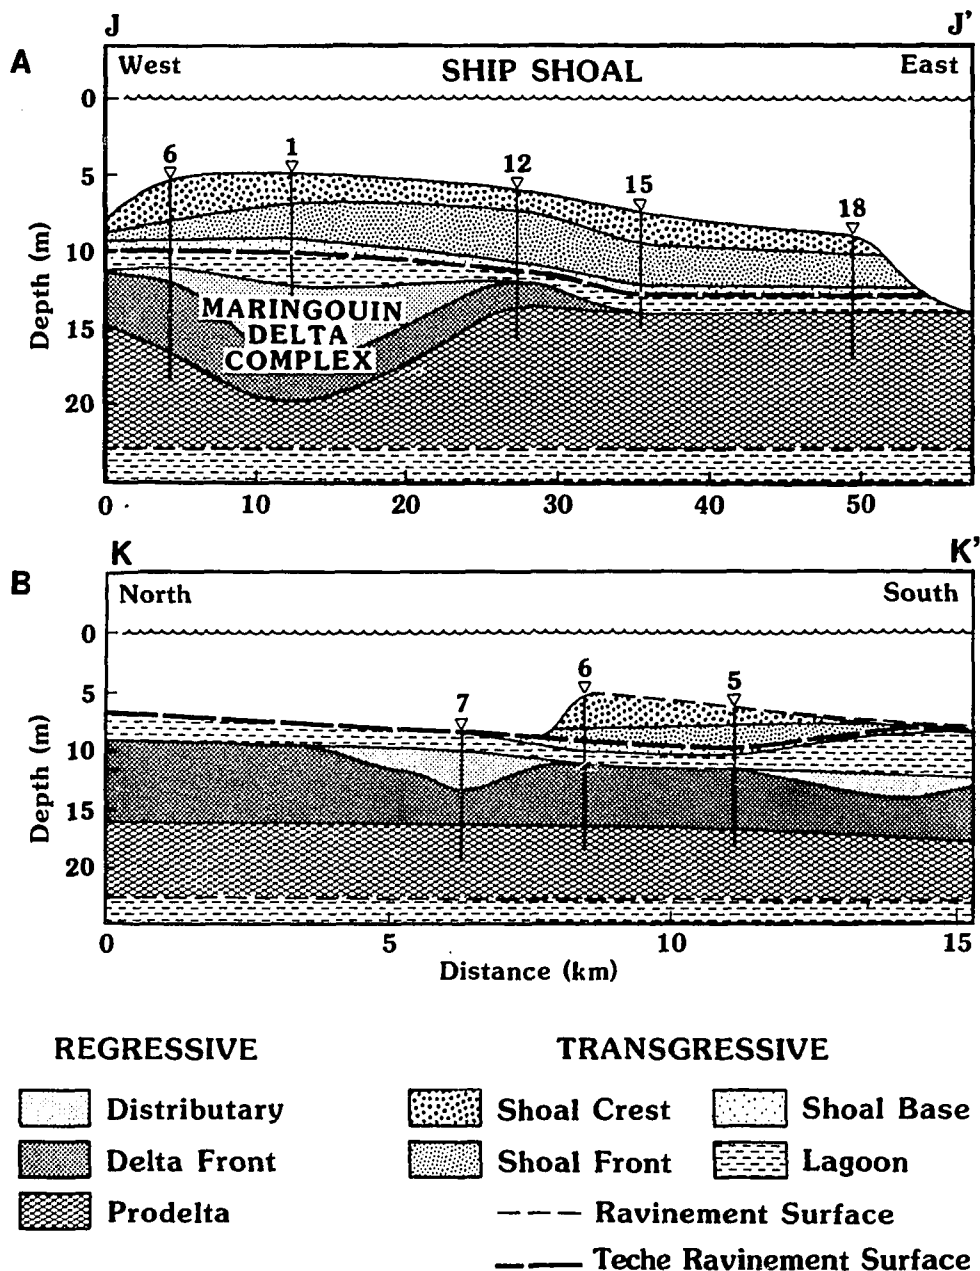 J J'
A West SHIP SHOAL East
0
6 1 12 15 18
5
10
15
20
Depth (m)
MARINGOUIN
DELTA
COMPLEX
0 10 20 30 40 50
K K'
B North South
0
7 6 5
5
10
15
20
Depth (m)
0 5 10 15
Distance (km)
REGRESSIVE TRANSGRESSIVE
Distributary Shoal Crest Shoal Base
Delta Front Shoal Front Lagoon
Prodelta Ravinement Surface
Teche Ravinement Surface